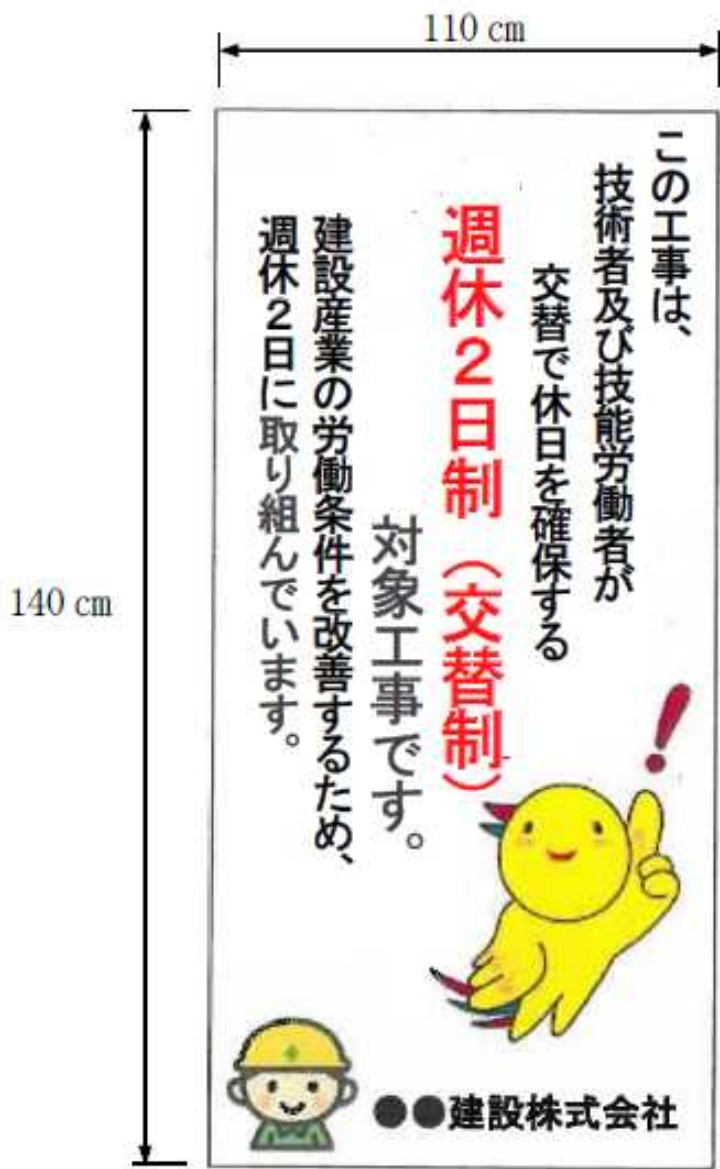 110 cm
140 cm
この工事は、
技術者及び技能労働者が
交替で休日を確保する
週休２日制（交替制）
対象工事です。
建設産業の労働条件を改善するため、
週休２日に取り組んでいます。
！
●●建設株式会社